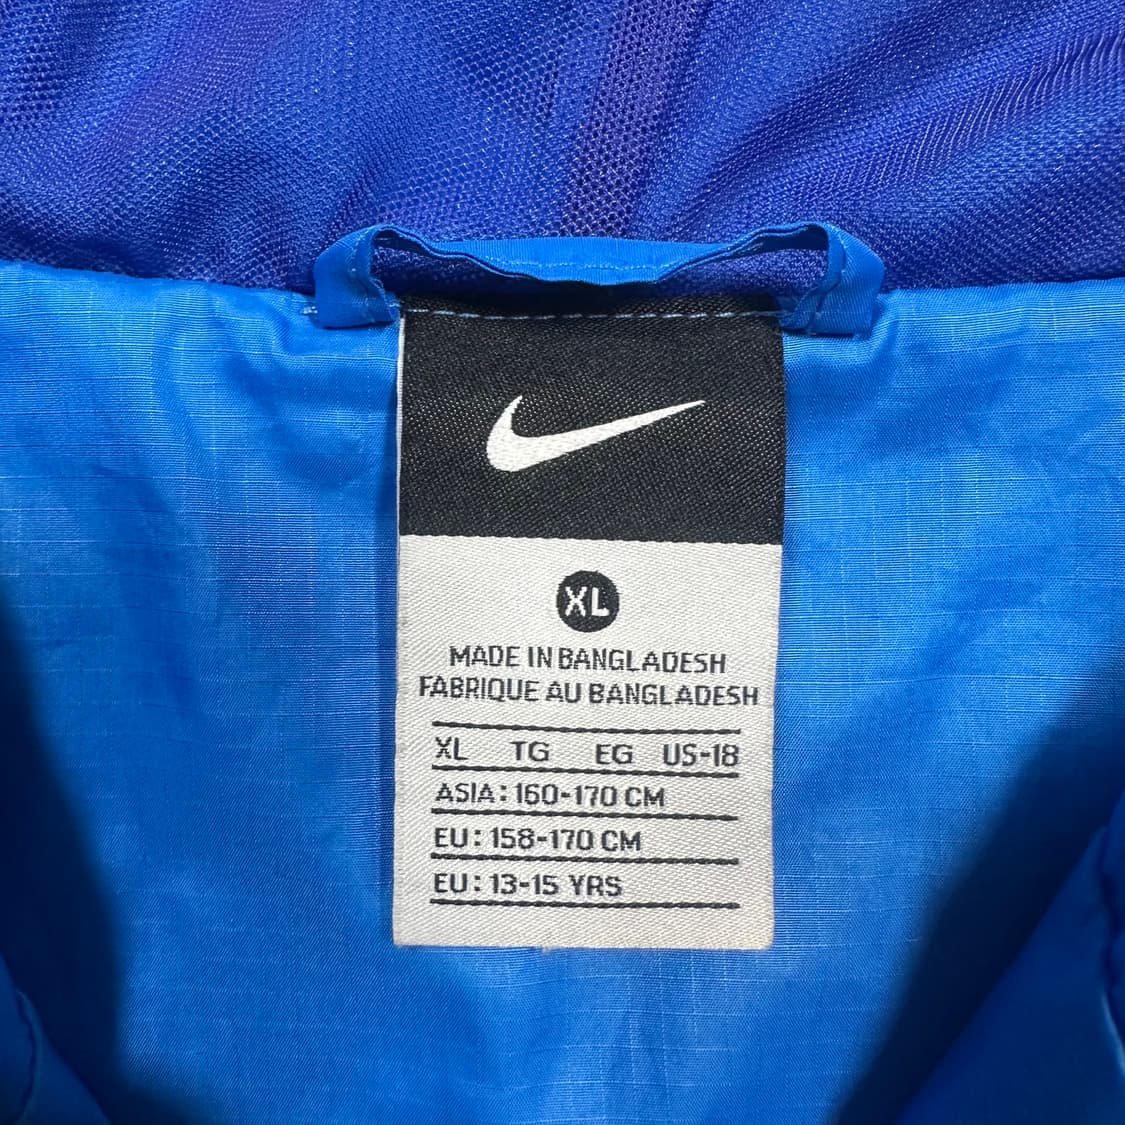 XL
MADE IN BANGLADESH
FABRIQUE AU BANGLADESH
XL TG EG US-18
ASIA: 160-170 CM
EU: 158-170 CM
EU: 13-15 YRS